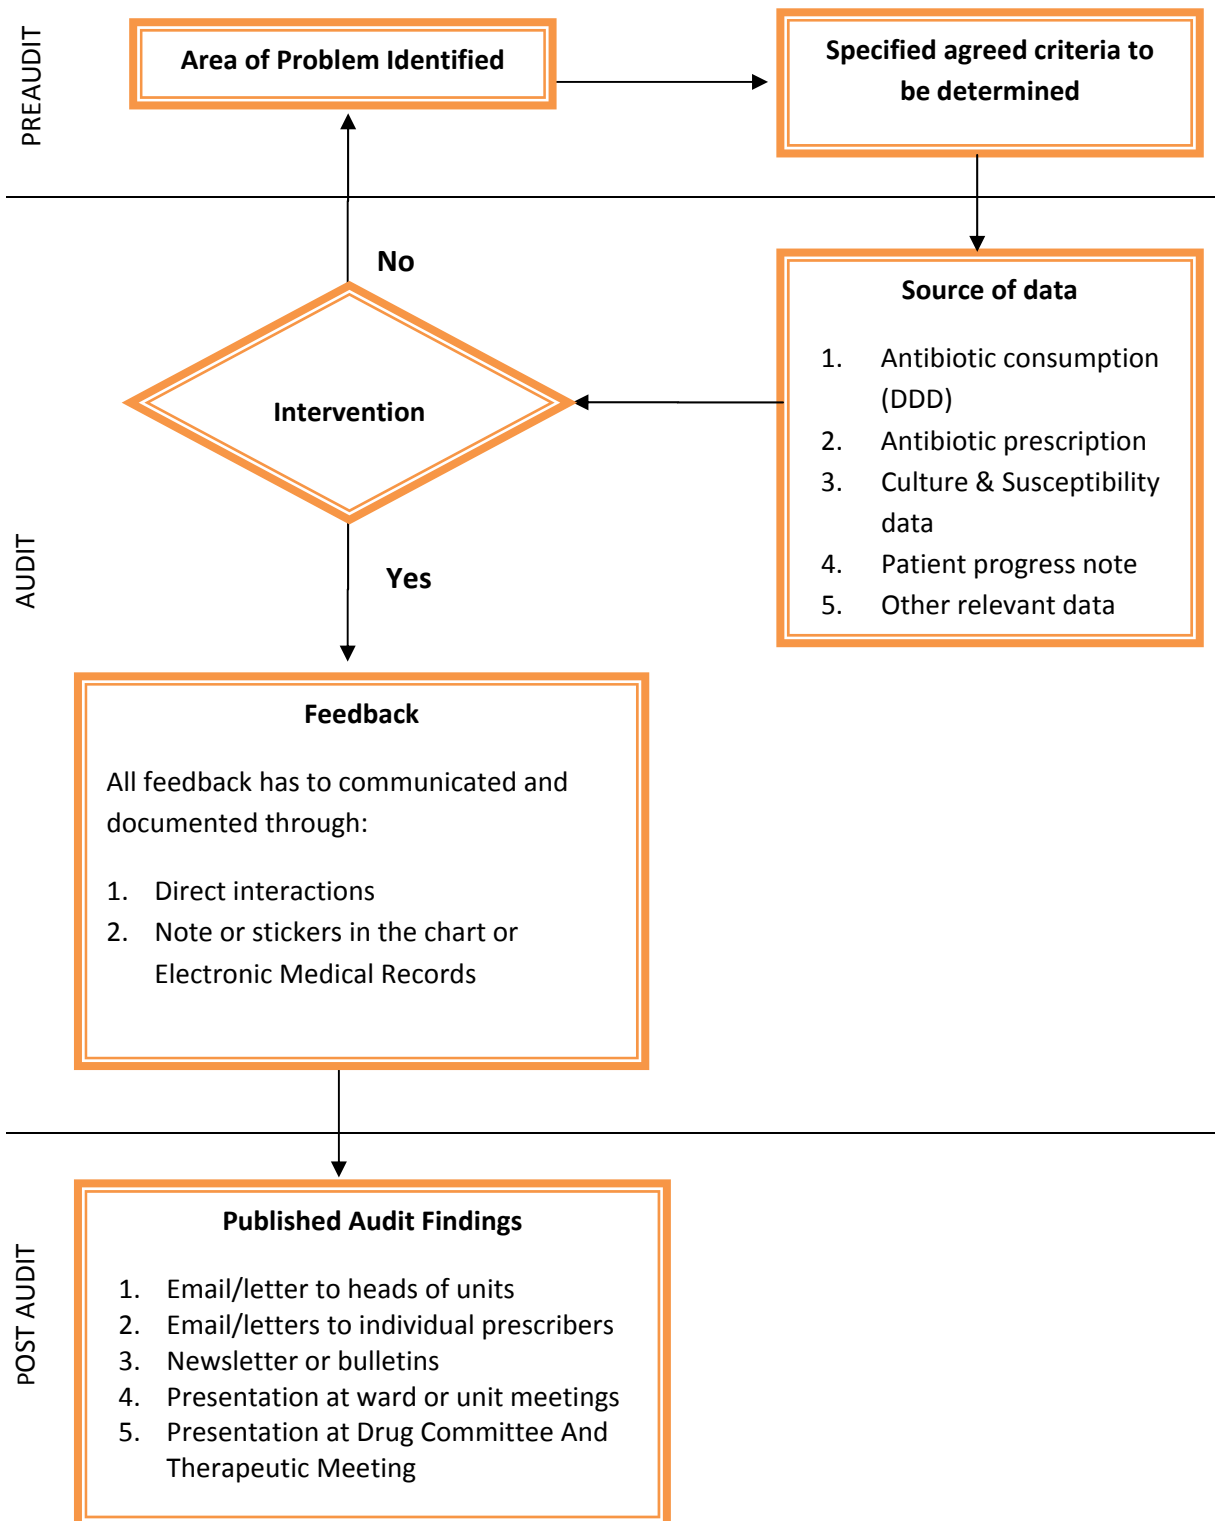 PREAUDIT
Area of Problem Identified
Specified agreed criteria to
be determined
AUDIT
No
Intervention
Yes
Source of data
1. Antibiotic consumption
(DDD)
2. Antibiotic prescription
3. Culture & Susceptibility
data
4. Patient progress note
5. Other relevant data
Feedback
All feedback has to communicated and
documented through:
1. Direct interactions
2. Note or stickers in the chart or
Electronic Medical Records
POST AUDIT
Published Audit Findings
1. Email/letter to heads of units
2. Email/letters to individual prescribers
3. Newsletter or bulletins
4. Presentation at ward or unit meetings
5. Presentation at Drug Committee And
Therapeutic Meeting